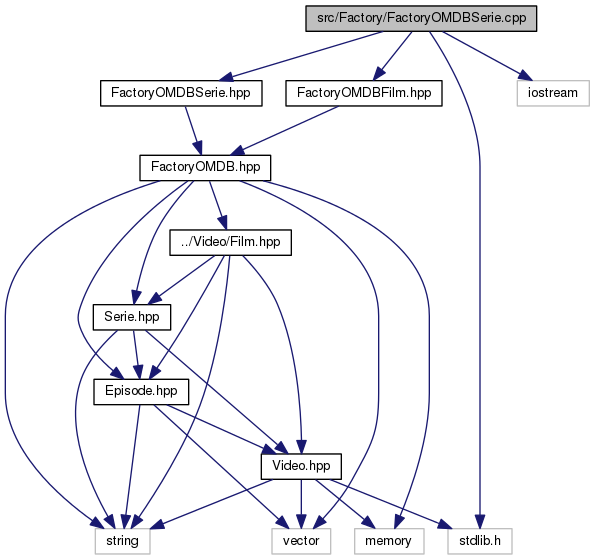 src/Factory/FactoryOMDBSerie.cpp
FactoryOMDBSerie.hpp
FactoryOMDBFilm.hpp
iostream
FactoryOMDB.hpp
../Video/Film.hpp
Serie.hpp
Episode.hpp
Video.hpp
string
vector
memory
stdlib.h